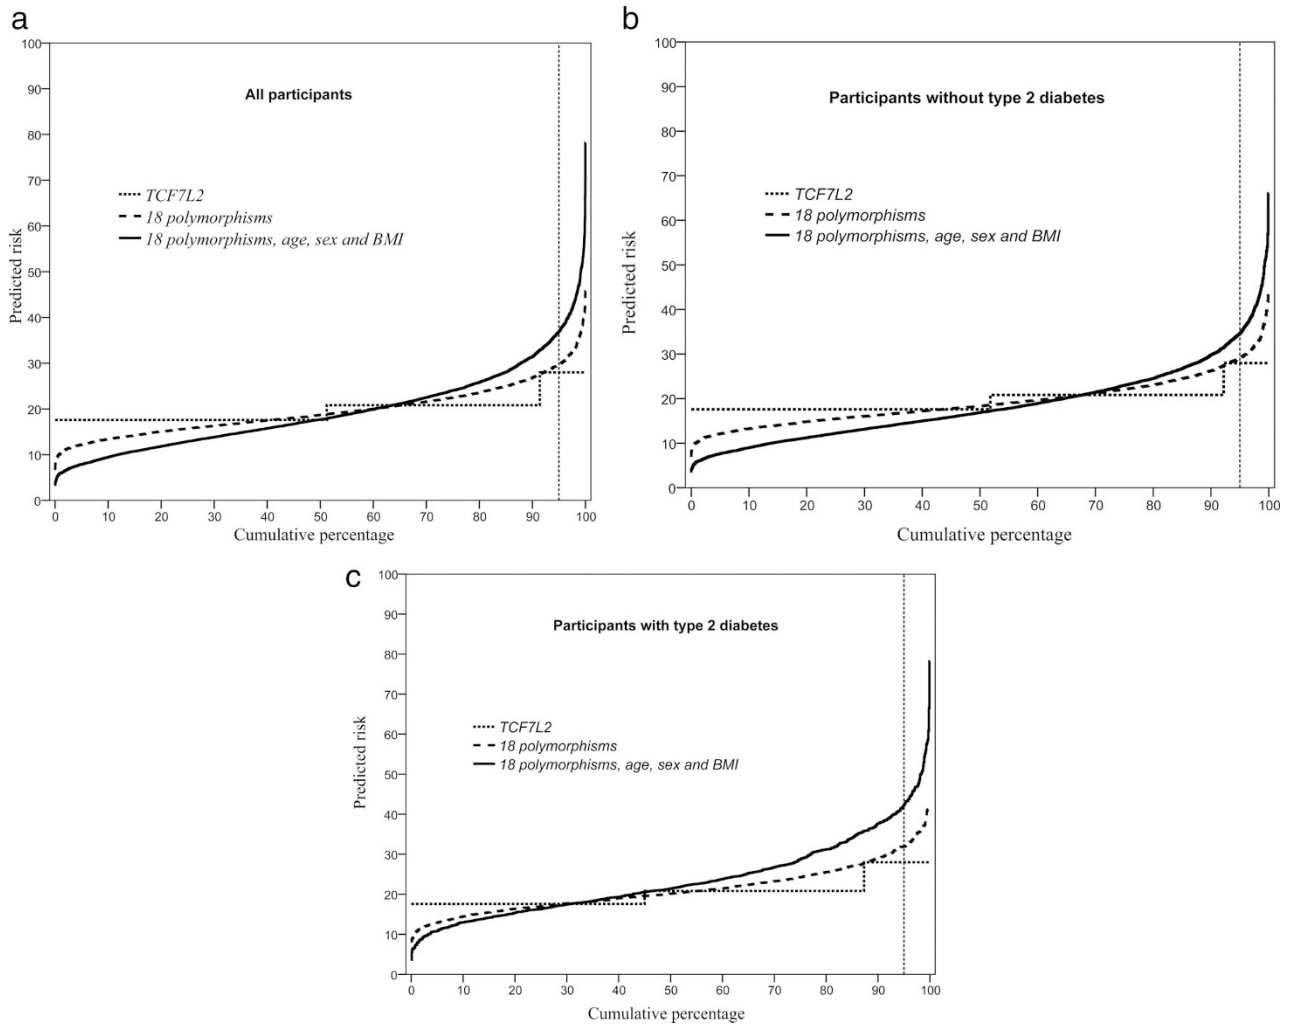 a
100
90
80
70
60
50
40
30
20
10
0
Predicted risk
All participants
TCF7L2
18 polymorphisms
18 polymorphisms, age, sex and BMI
0 10 20 30 40 50 60 70 80 90 100
Cumulative percentage
b
100
90
80
70
60
50
40
30
20
10
0
Predicted risk
Participants without type 2 diabetes
TCF7L2
18 polymorphisms
18 polymorphisms, age, sex and BMI
0 10 20 30 40 50 60 70 80 90 100
Cumulative percentage
c
100
90
80
70
60
50
40
30
20
10
0
Predicted risk
Participants with type 2 diabetes
TCF7L2
18 polymorphisms
18 polymorphisms, age, sex and BMI
0 10 20 30 40 50 60 70 80 90 100
Cumulative percentage